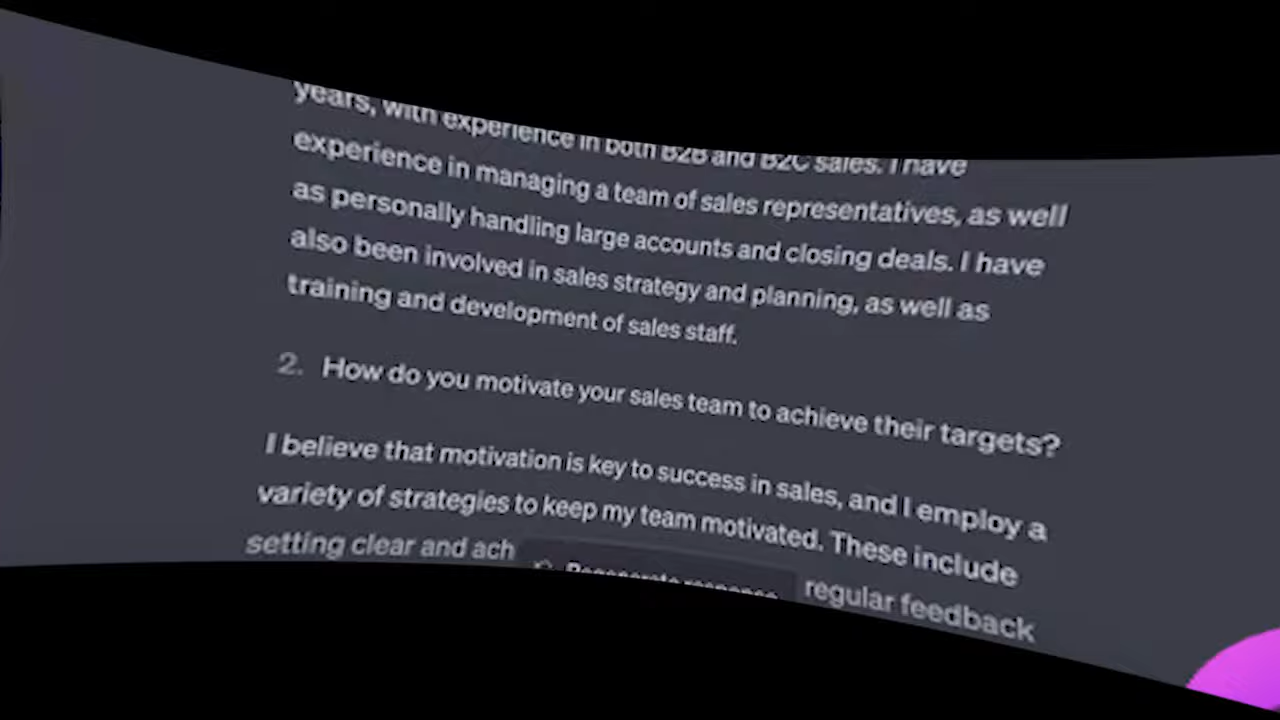 years, with experience in both B2B and B2C sales. I have
experience in managing a team of sales representatives, as well
as personally handling large accounts and closing deals. I have
also been involved in sales strategy and planning, as well as
training and development of sales staff.
2. How do you motivate your sales team to achieve their targets?
I believe that motivation is key to success in sales, and I employ a
variety of strategies to keep my team motivated. These include
setting clear and ach regular feedback
Regenerate response